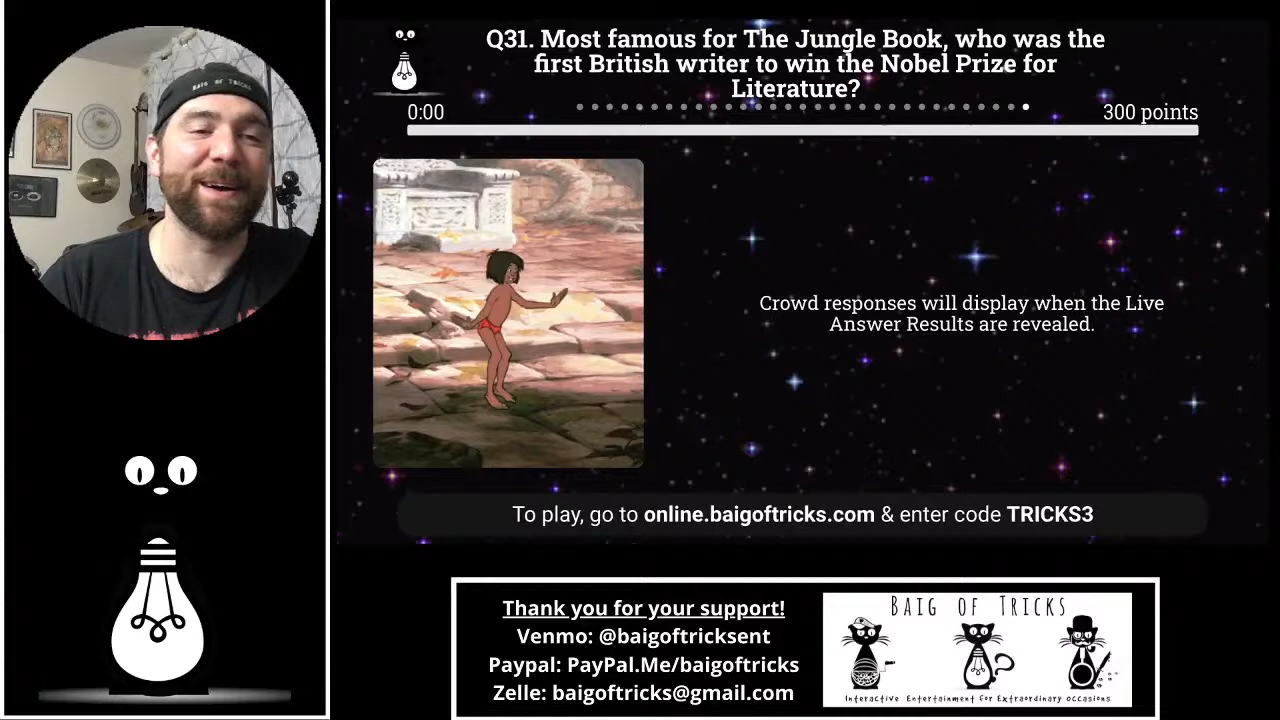 BAIG OF TRICKS
Q31. Most famous for The Jungle Book, who was the
first British writer to win the Nobel Prize for
Literature?
0:00
300 points
Crowd responses will display when the Live
Answer Results are revealed.
To play, go to online.baigoftricks.com & enter code TRICKS3
Thank you for your support!
Venmo: @baigoftricksent
Paypal: PayPal.Me/baigoftricks
Zelle: baigoftricks@gmail.com
BAIG OF TRICKS
Interactive Entertainment for Extraordinary occasions